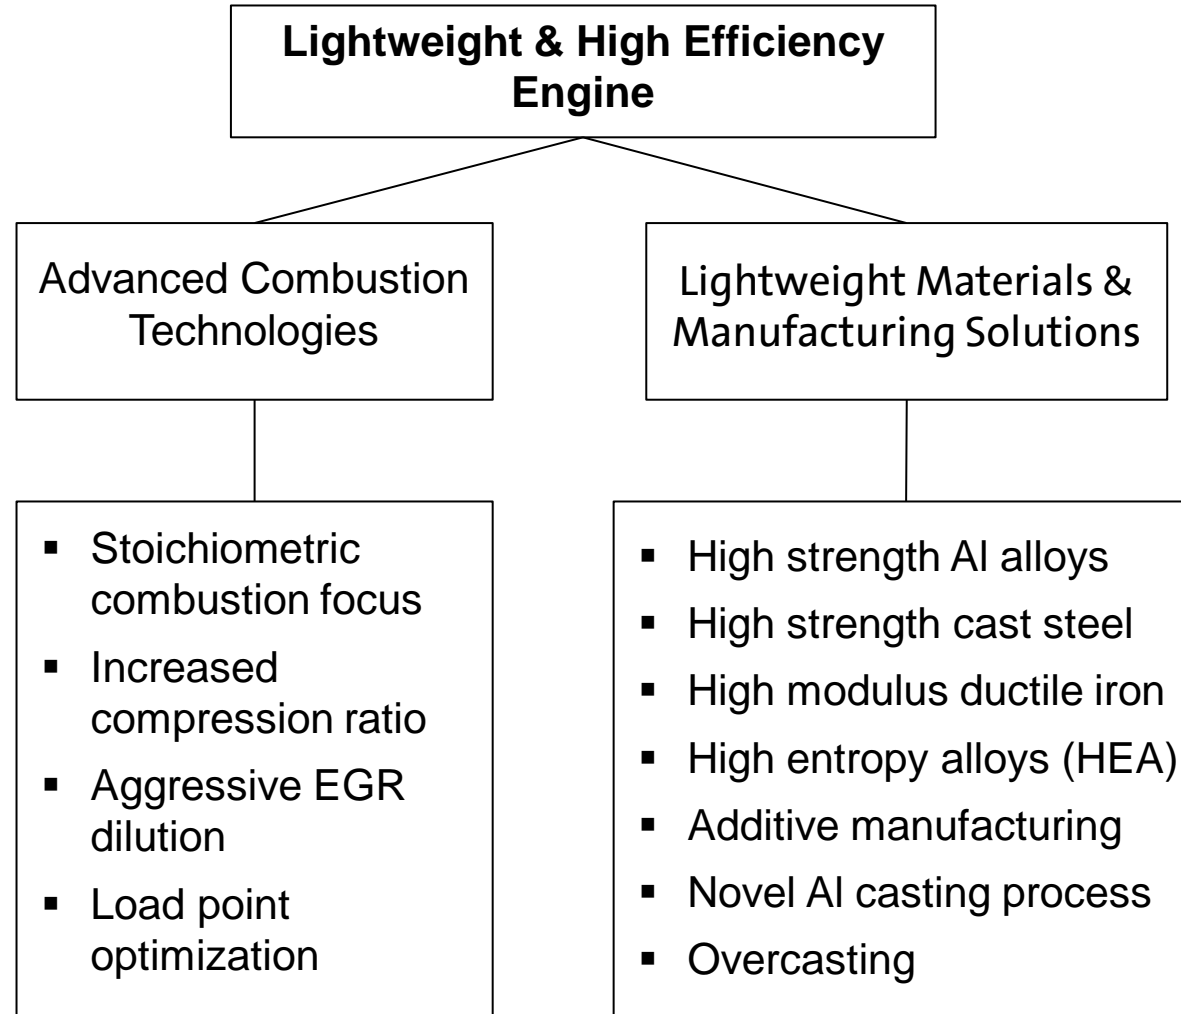 Lightweight & High Efficiency
Engine
Advanced Combustion
Technologies
Lightweight Materials &
Manufacturing Solutions
▪ Stoichiometric
combustion focus
▪ Increased
compression ratio
▪ Aggressive EGR
dilution
▪ Load point
optimization
▪ High strength Al alloys
▪ High strength cast steel
▪ High modulus ductile iron
▪ High entropy alloys (HEA)
▪ Additive manufacturing
▪ Novel Al casting process
▪ Overcasting